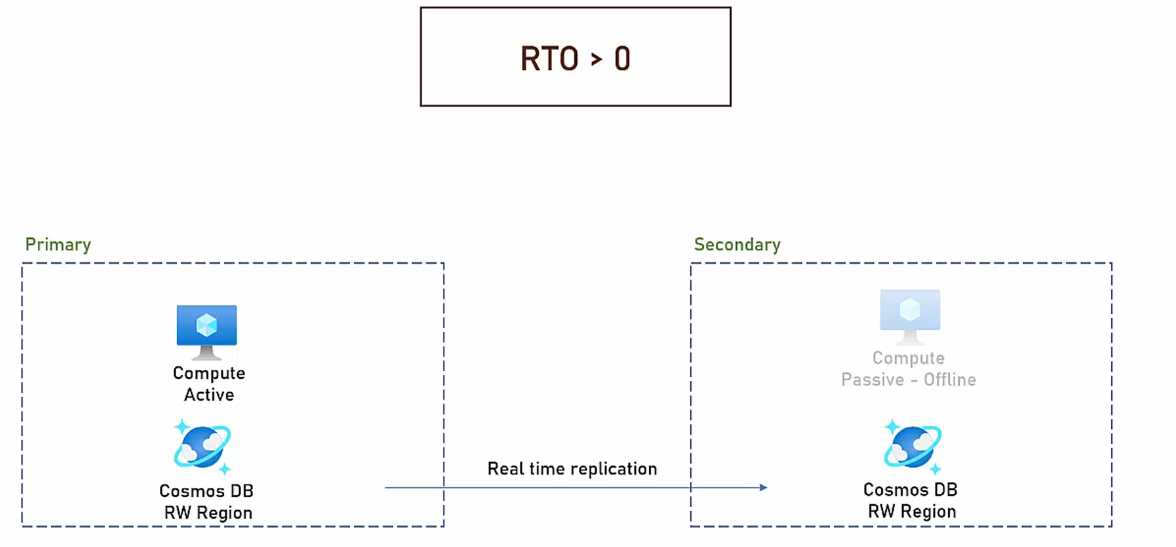 RTO > 0
Primary
Secondary
Compute
Active
Compute
Passive - Offline
Real time replication
Cosmos DB
RW Region
Cosmos DB
RW Region